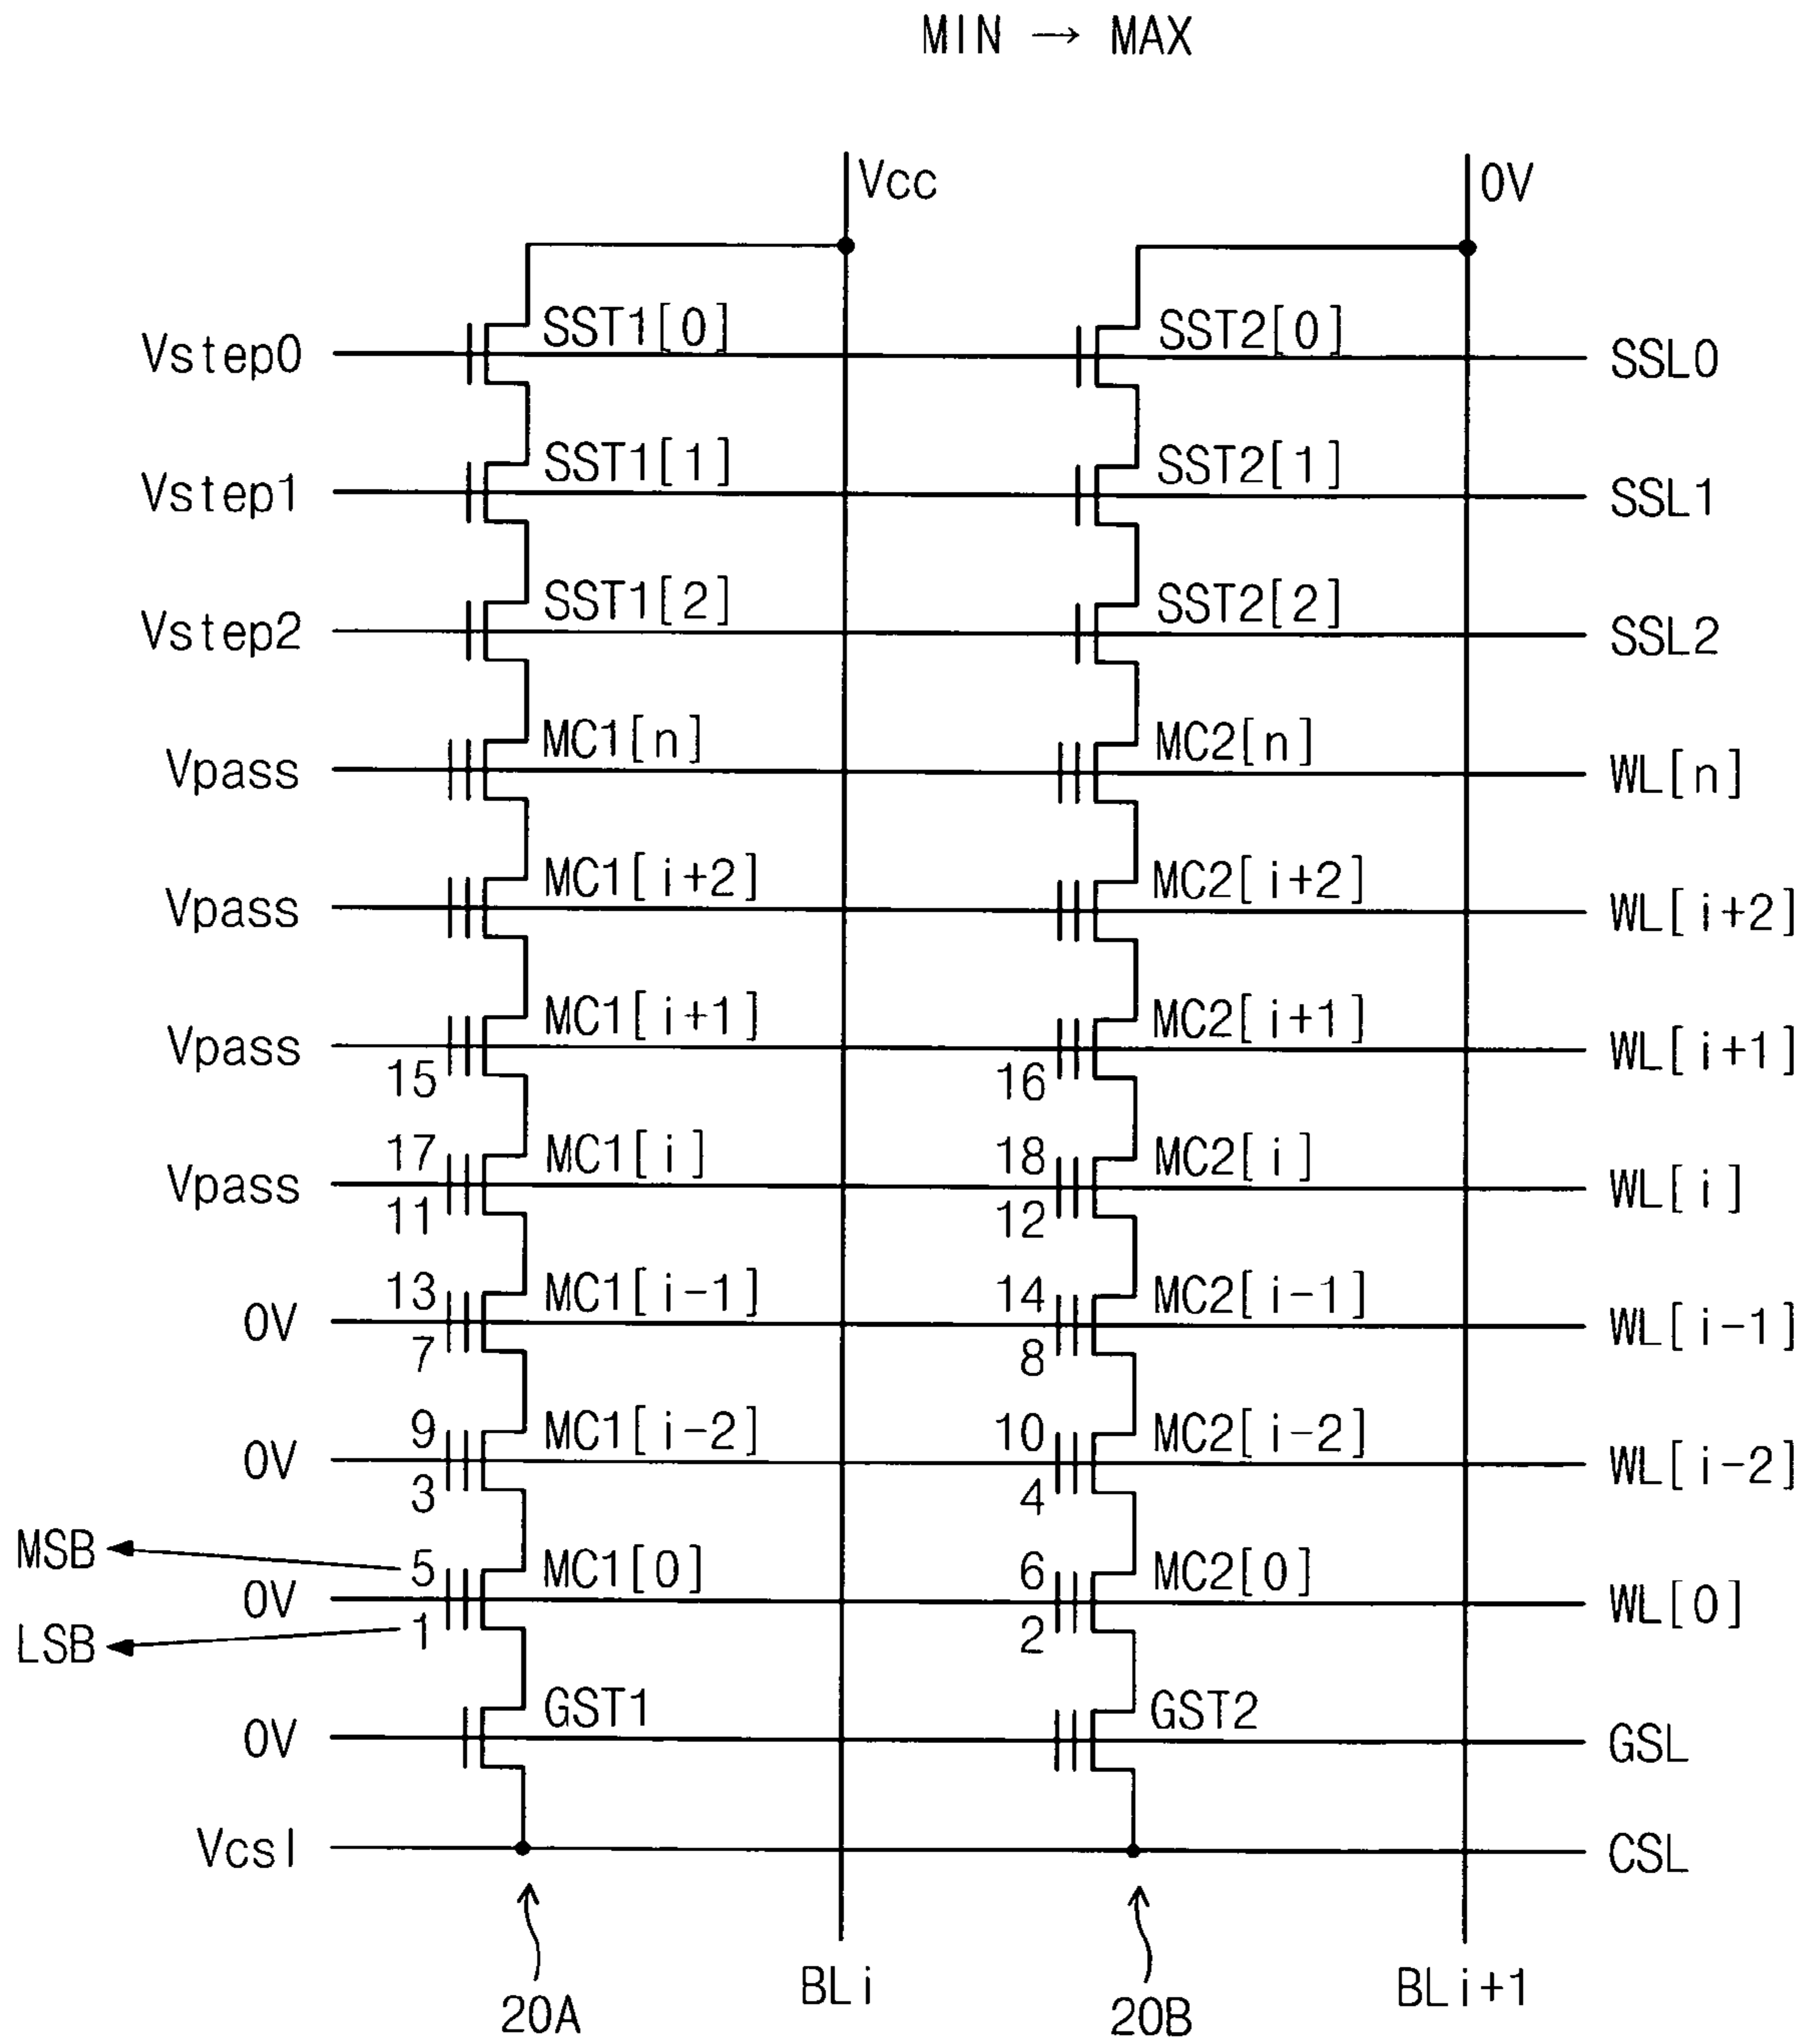 MIN → MAX
Vcc 0V
Vstep0 SST1[0] SST2[0] SSL0
Vstep1 SST1[1] SST2[1] SSL1
Vstep2 SST1[2] SST2[2] SSL2
Vpass MC1[n] MC2[n] WL[n]
Vpass MC1[i+2] MC2[i+2] WL[i+2]
Vpass MC1[i+1] MC2[i+1] WL[i+1]
15 16
17 MC1[i] 18 MC2[i]
Vpass WL[i]
11 12
13 MC1[i-1] 14 MC2[i-1]
0V WL[i-1]
7 8
9 MC1[i-2] 10 MC2[i-2]
0V WL[i-2]
3 4
MSB 5 MC1[0] 6 MC2[0]
0V WL[0]
LSB 1 2
GST1 GST2
0V GSL
Vcsl CSL
BLi BLi+1
20A 20B